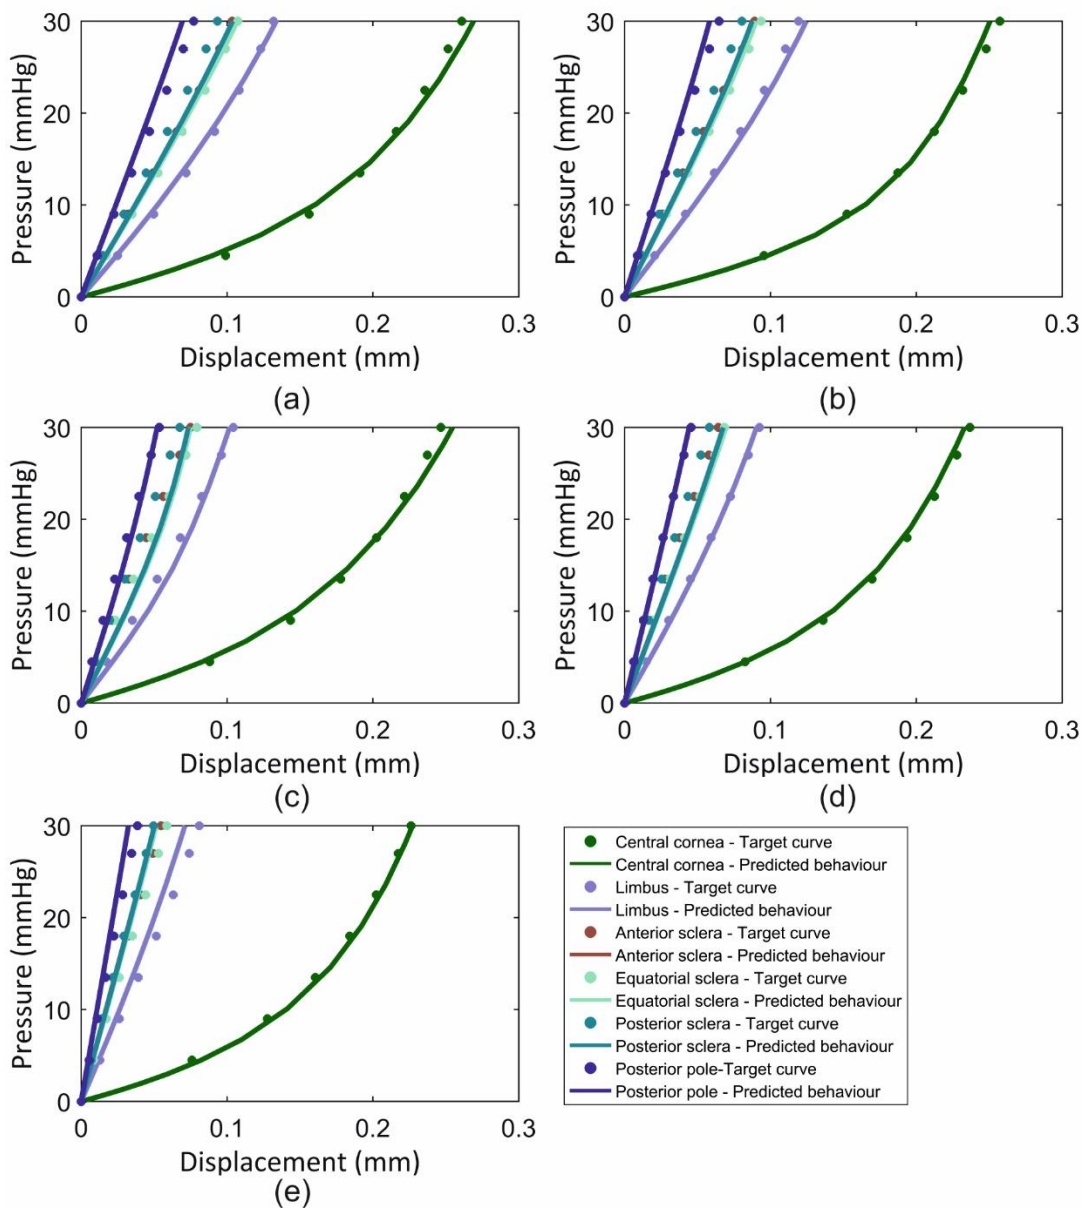 30
20
10
0
Pressure (mmHg)
0
0.1
0.2
0.3
Displacement (mm)
(a)
30
20
10
0
Pressure (mmHg)
0
0.1
0.2
0.3
Displacement (mm)
(b)
30
20
10
0
Pressure (mmHg)
0
0.1
0.2
0.3
Displacement (mm)
(c)
30
20
10
0
Pressure (mmHg)
0
0.1
0.2
0.3
Displacement (mm)
(d)
30
20
10
0
Pressure (mmHg)
0
0.1
0.2
0.3
Displacement (mm)
(e)
Central cornea - Target curve
Central cornea - Predicted behaviour
Limbus - Target curve
Limbus - Predicted behaviour
Anterior sclera - Target curve
Anterior sclera - Predicted behaviour
Equatorial sclera - Target curve
Equatorial sclera - Predicted behaviour
Posterior sclera - Target curve
Posterior sclera - Predicted behaviour
Posterior pole-Target curve
Posterior pole - Predicted behaviour